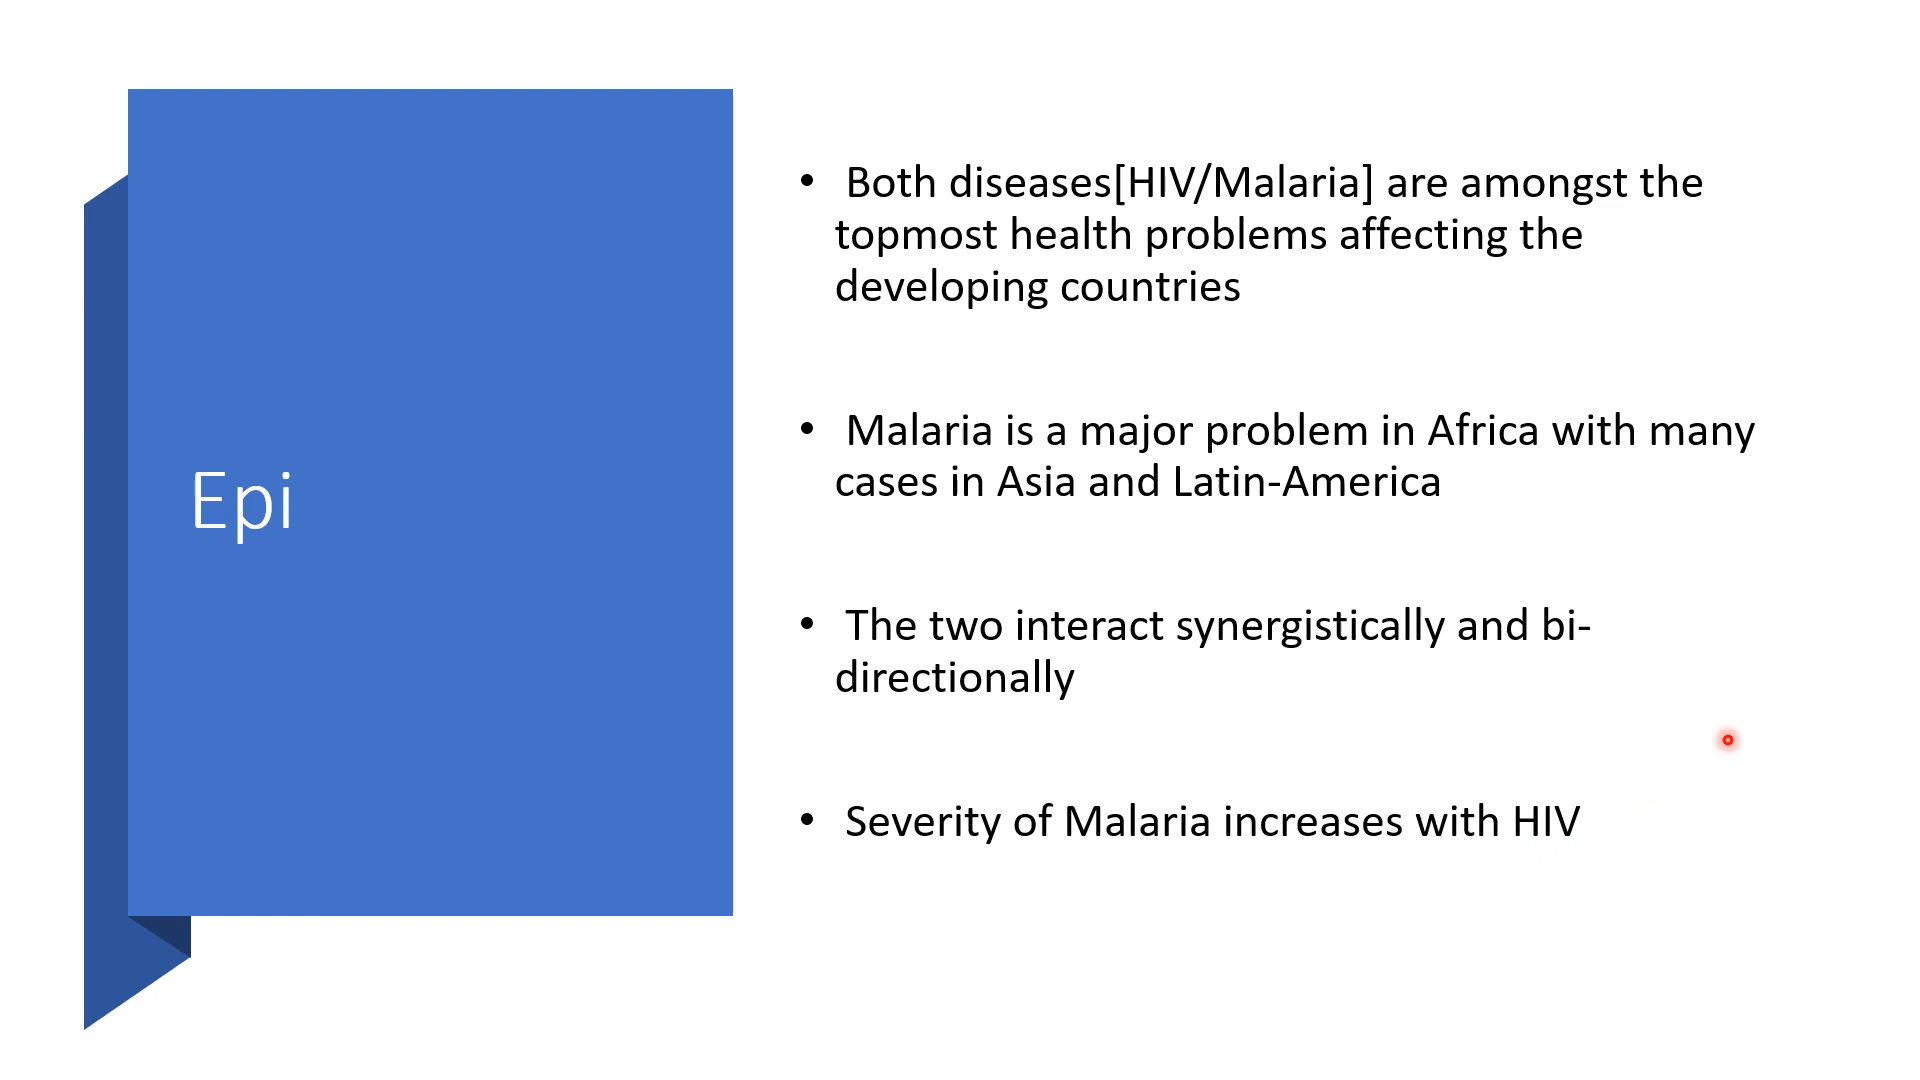 Epi
• Both diseases[HIV/Malaria] are amongst the
topmost health problems affecting the
developing countries
• Malaria is a major problem in Africa with many
cases in Asia and Latin-America
• The two interact synergistically and bi-
directionally
• Severity of Malaria increases with HIV